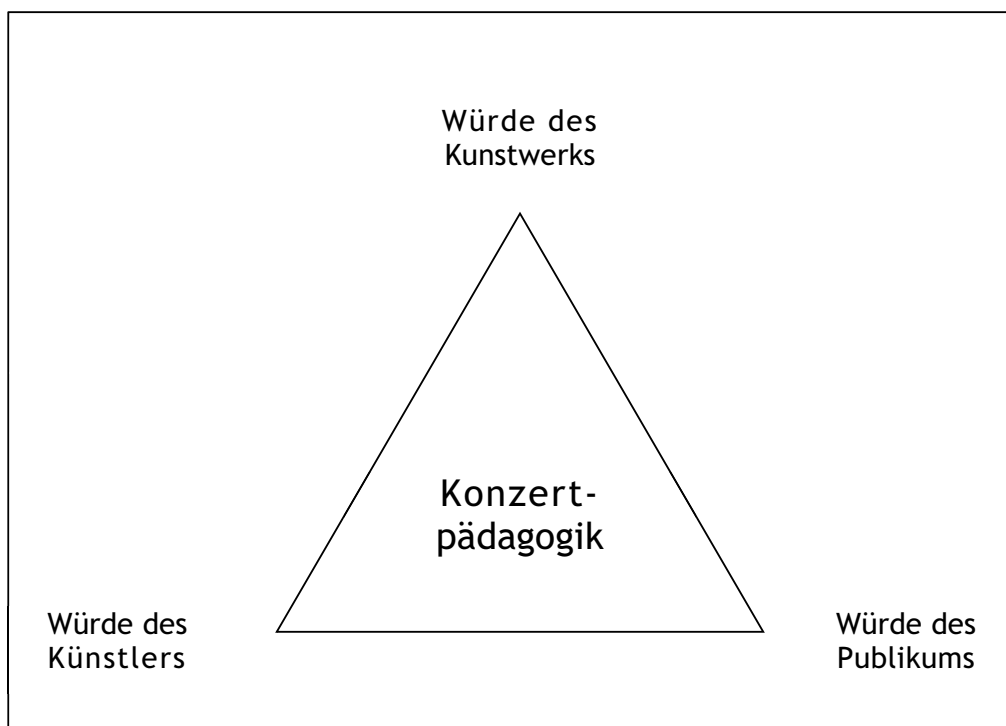 Würde des
Kunstwerks
Konzert-
pädagogik
Würde des
Künstlers
Würde des
Publikums